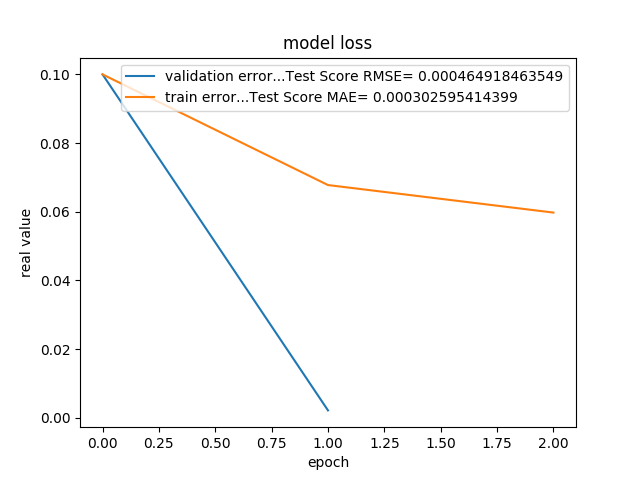 model loss
validation error...Test Score RMSE= 0.000464918463549
train error...Test Score MAE= 0.000302595414399
0.10
0.08
0.06
0.04
0.02
0.00
real value
0.00 0.25 0.50 0.75 1.00 1.25 1.50 1.75 2.00
epoch